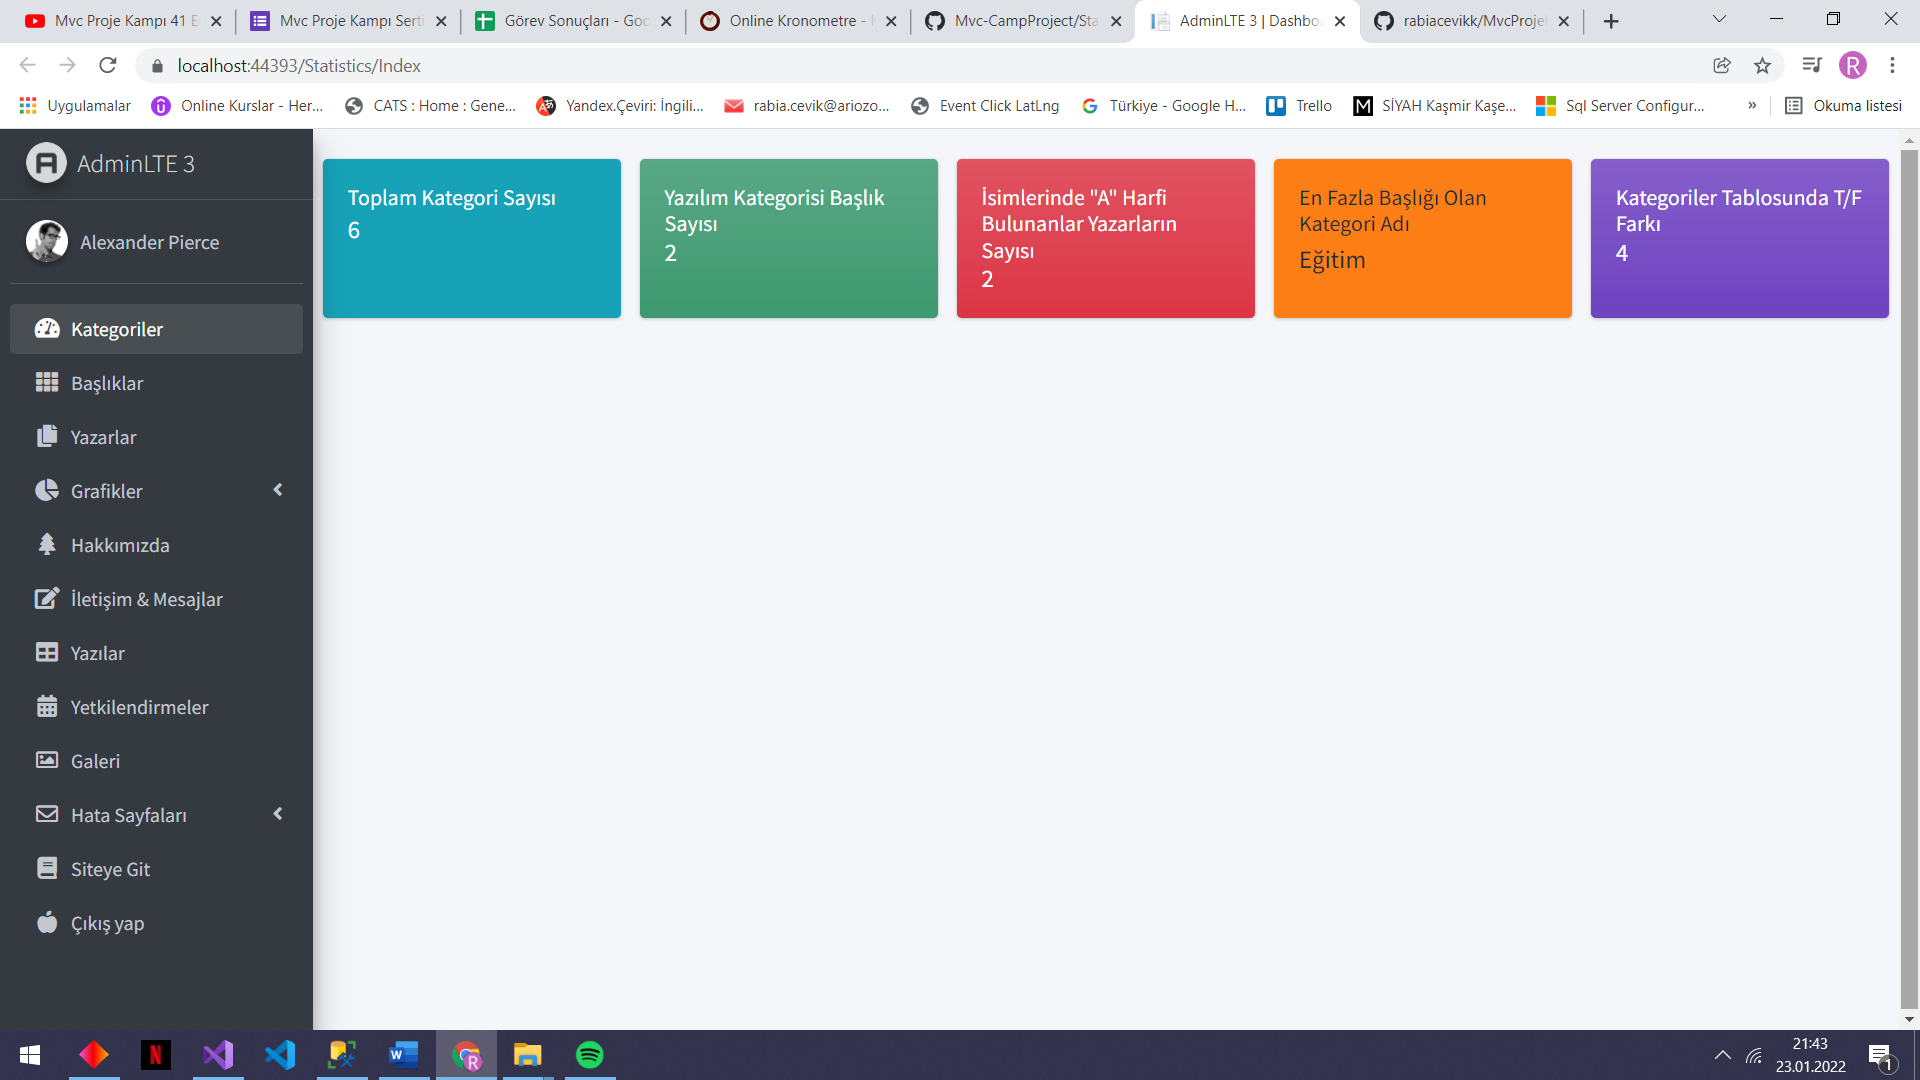 Mvc Proje Kampı 41 E
Mvc Proje Kampı Serti
Görev Sonuçları - Goo
Online Kronometre -
Mvc-CampProject/Sta
AdminLTE 3 | Dashbo
rabiacevikk/MvcProje
localhost:44393/Statistics/Index
R
Uygulamalar
Online Kurslar - Her...
CATS : Home : Gene...
Yandex.Çeviri: İngili...
rabia.cevik@ariozo...
Event Click LatLng
Türkiye - Google H...
Trello
SİYAH Kaşmir Kaşe...
Sql Server Configur...
»
Okuma listesi
AdminLTE 3
Alexander Pierce
Kategoriler
Başlıklar
Yazarlar
Grafikler
Hakkımızda
İletişim & Mesajlar
Yazılar
Yetkilendirmeler
Galeri
Hata Sayfaları
Siteye Git
Çıkış yap
Toplam Kategori Sayısı
6
Yazılım Kategorisi Başlık
Sayısı
2
İsimlerinde "A" Harfi
Bulunanlar Yazarların
Sayısı
2
En Fazla Başlığı Olan
Kategori Adı
Eğitim
Kategoriler Tablosunda T/F
Farkı
4
21:43
23.01.2022
1